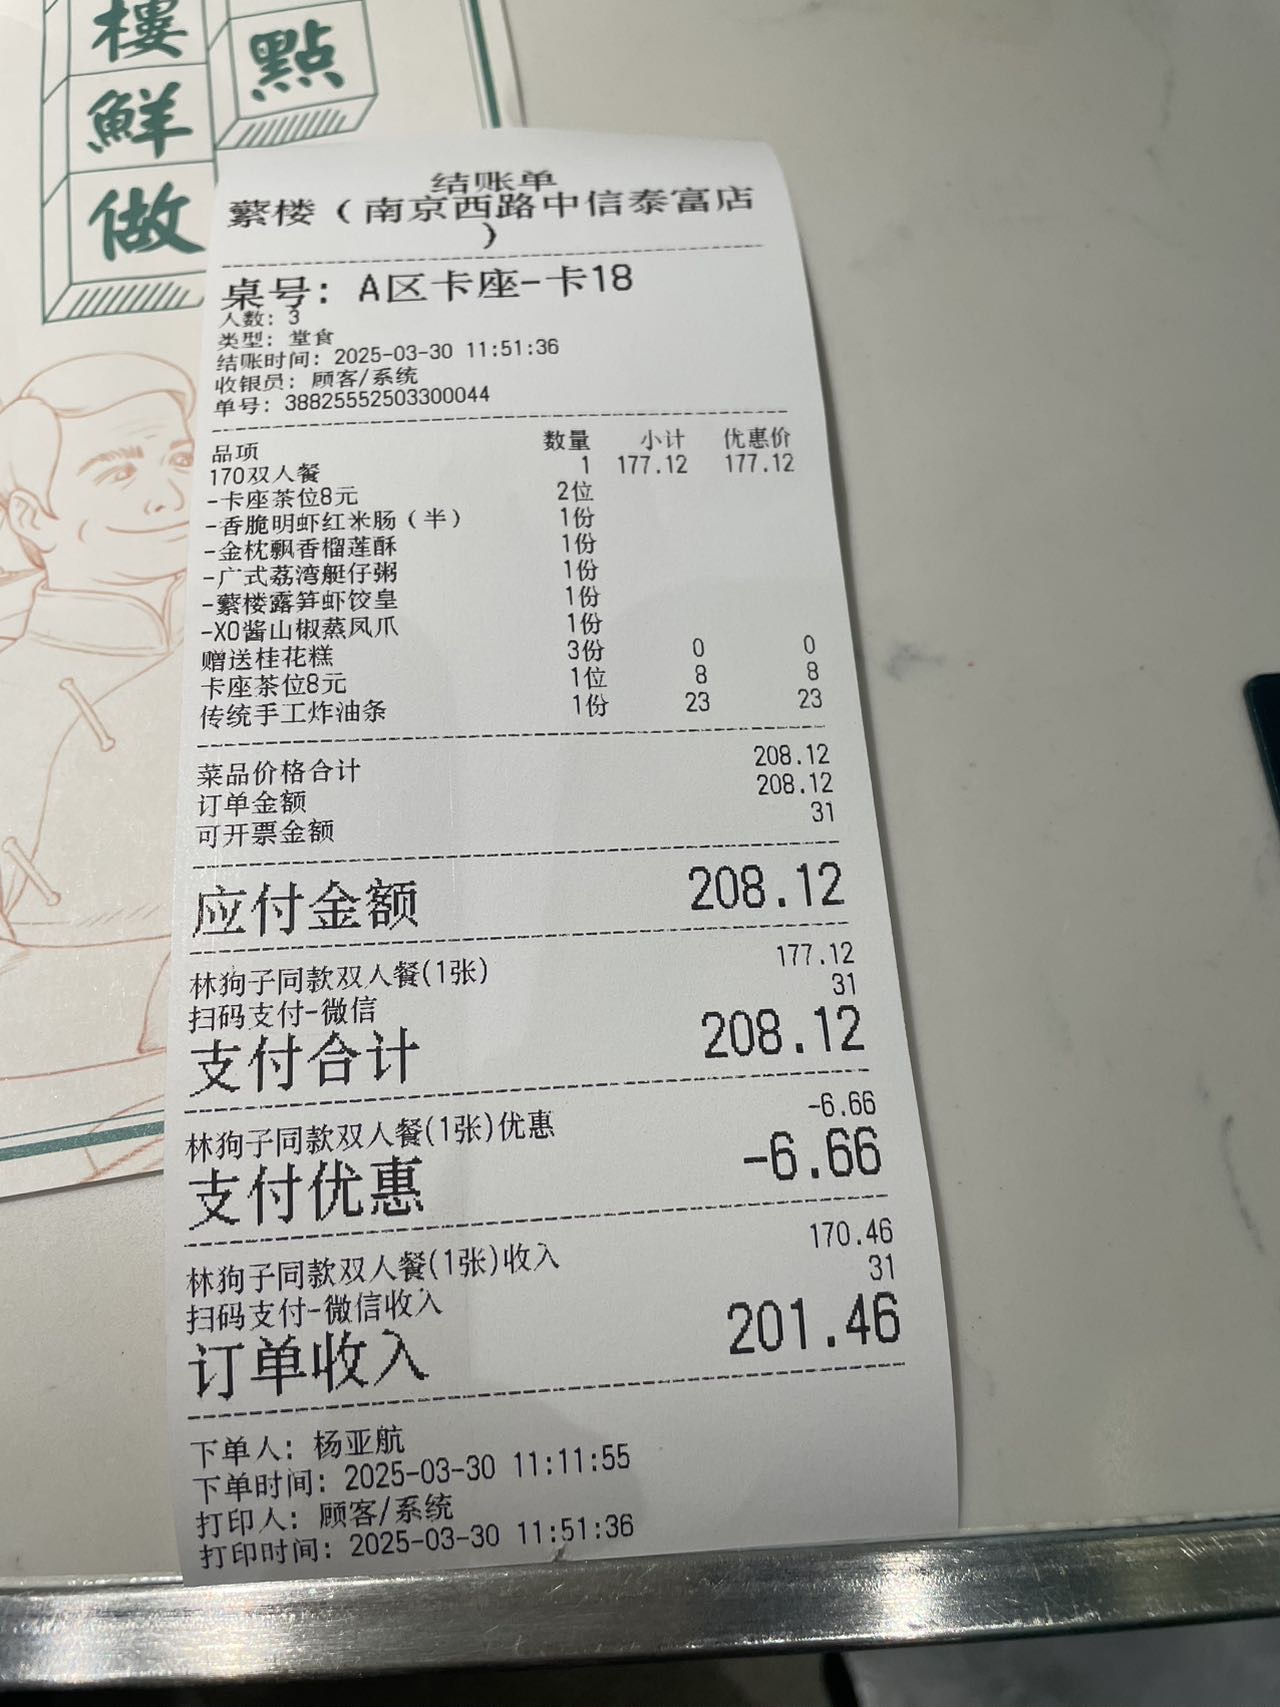 樓
鮮
做
點
结账单
蘩楼（南京西路中信泰富店
）
桌号: A区卡座-卡18
人数: 3
类型: 堂食
结账时间: 2025-03-30 11:51:36
收银员: 顾客/系统
单号: 38825552503300044
品项 数量 小计 优惠价
170双人餐 1 177.12 177.12
-卡座茶位8元 2位
-香脆明虾红米肠（半） 1份
-金枕飘香榴莲酥 1份
-广式荔湾艇仔粥 1份
-蘩楼露笋虾饺皇 1份
-XO酱山椒蒸凤爪 1份
赠送桂花糕 3份 0 0
卡座茶位8元 1位 8 8
传统手工炸油条 1份 23 23
菜品价格合计 208.12
订单金额 208.12
可开票金额 31
应付金额 208.12
林狗子同款双人餐(1张) 177.12
扫码支付-微信 31
支付合计 208.12
林狗子同款双人餐(1张)优惠 -6.66
支付优惠 -6.66
林狗子同款双人餐(1张)收入 170.46
扫码支付-微信收入 31
订单收入 201.46
下单人: 杨亚航
下单时间: 2025-03-30 11:11:55
打印人: 顾客/系统
打印时间: 2025-03-30 11:51:36